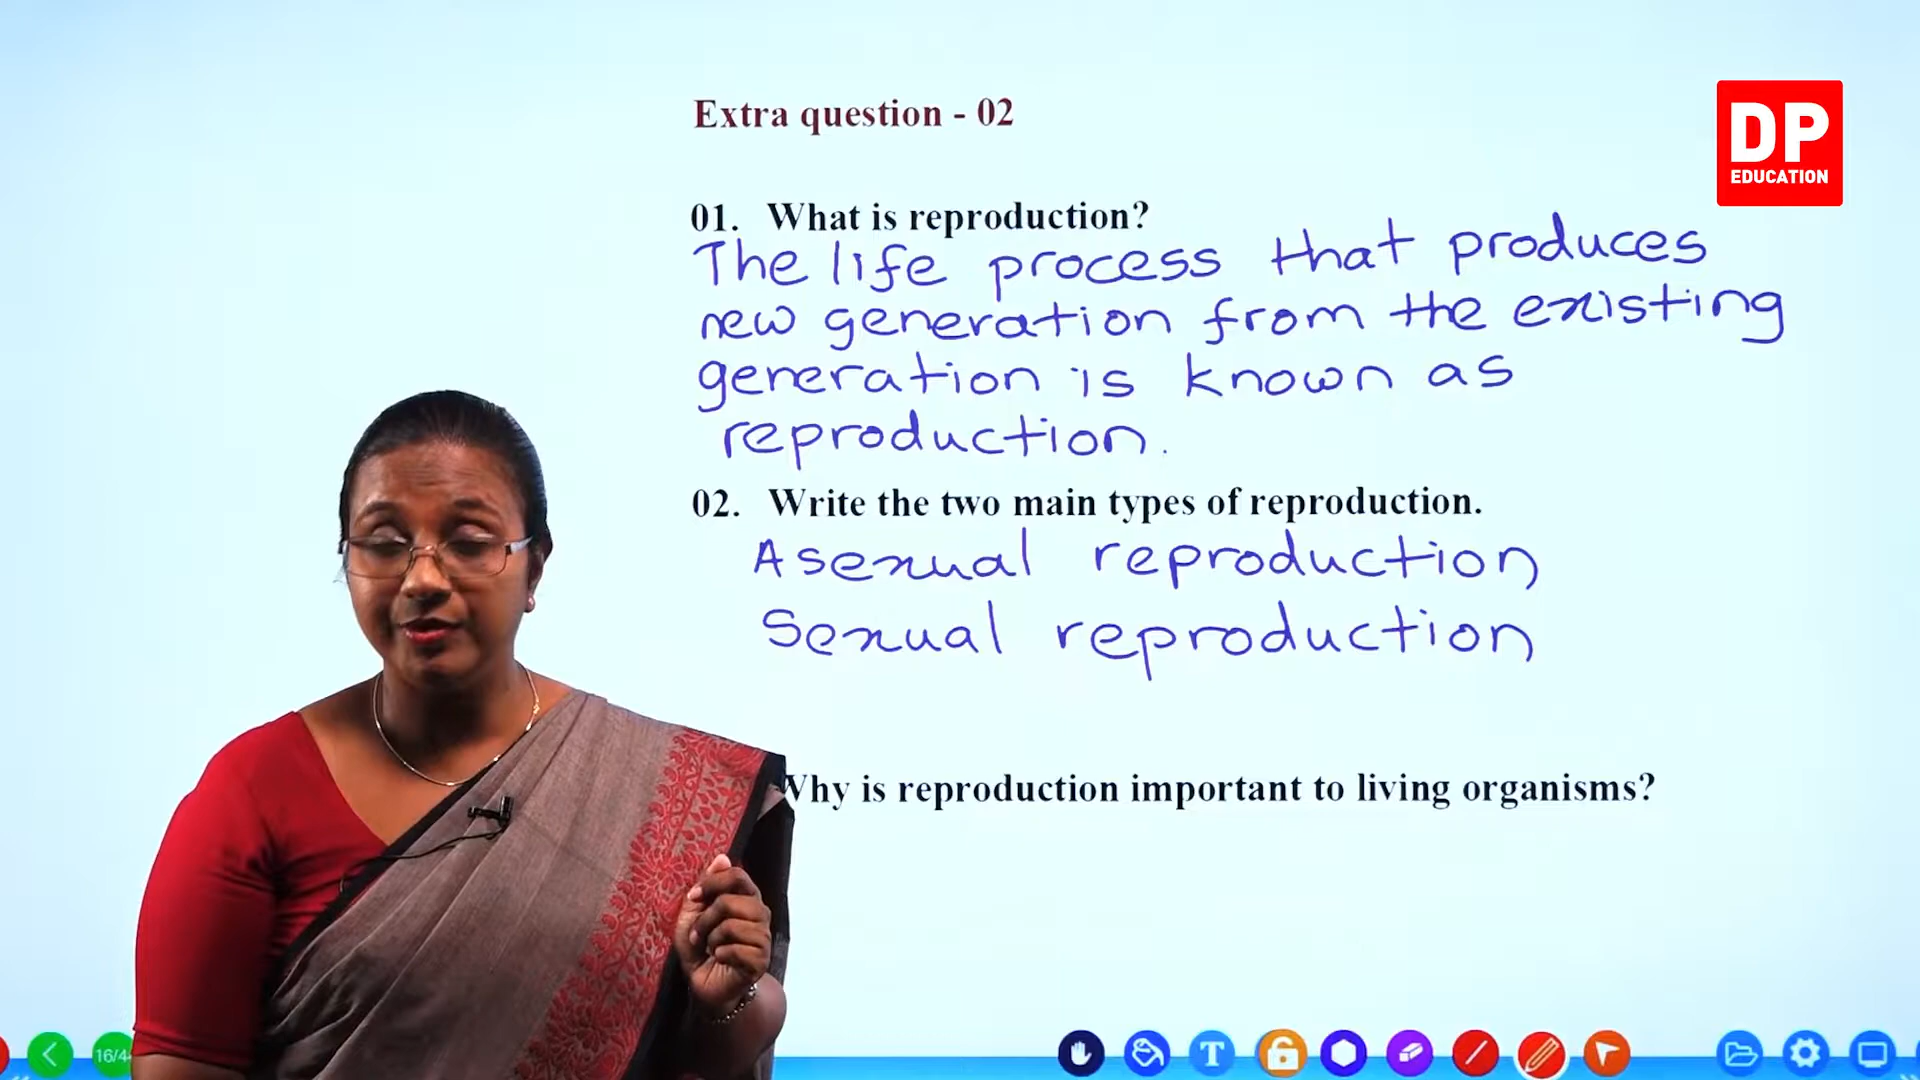 Extra question - 02
DP
EDUCATION
01. What is reproduction?
The life process that produces
new generation from the existing
generation is known as
reproduction.
02. Write the two main types of reproduction.
Asexual reproduction
Sexual reproduction
Why is reproduction important to living organisms?
16/4
T